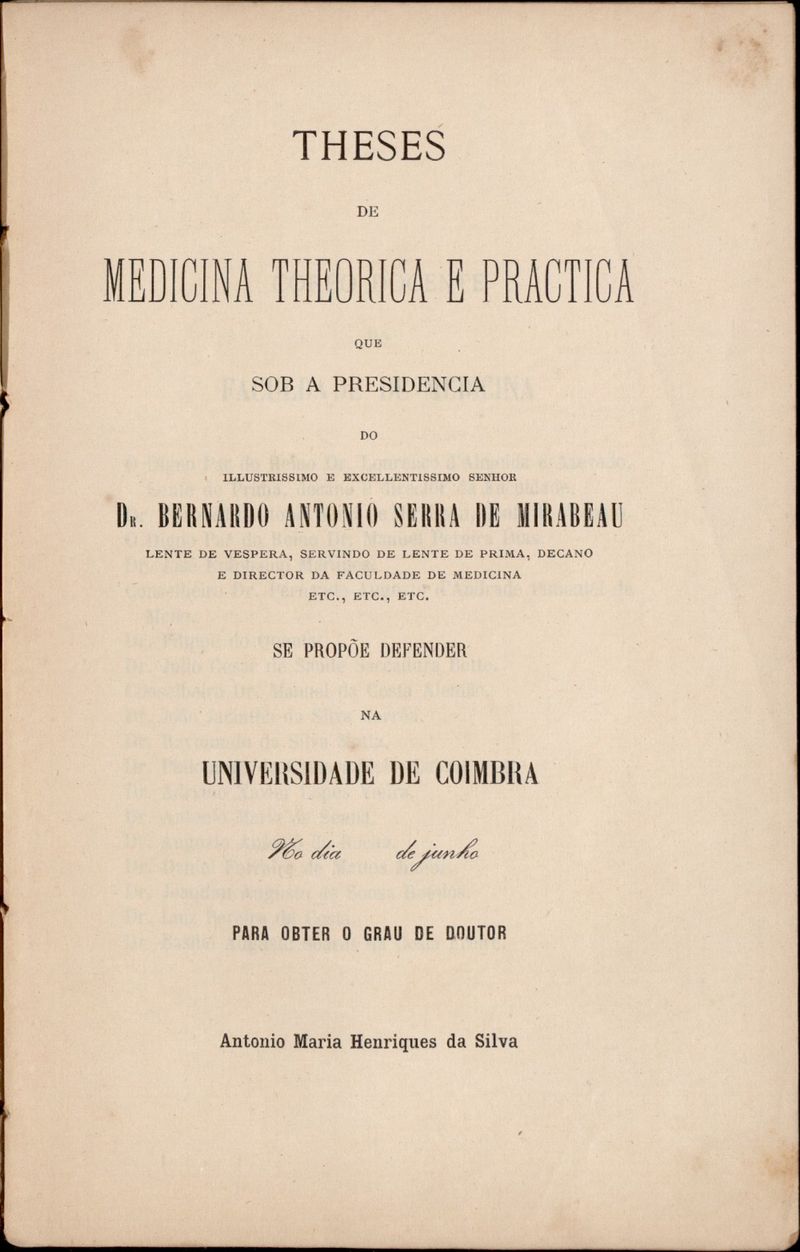 THESES
DE
MEDICINA THEORICA E PRACTICA
QUE
SOB A PRESIDENCIA
DO
ILLUSTRISSIMO E EXCELLENTISSIMO SENHOR
DR. BERNARDO ANTONIO SERRA DE MIRABEAU
LENTE DE VESPERA, SERVINDO DE LENTE DE PRIMA, DECANO
E DIRECTOR DA FACULDADE DE MEDICINA
ETC., ETC., ETC.
SE PROPÕE DEFENDER
NA
UNIVERSIDADE DE COIMBRA
No dia de junho
PARA OBTER O GRAU DE DOUTOR
Antonio Maria Henriques da Silva